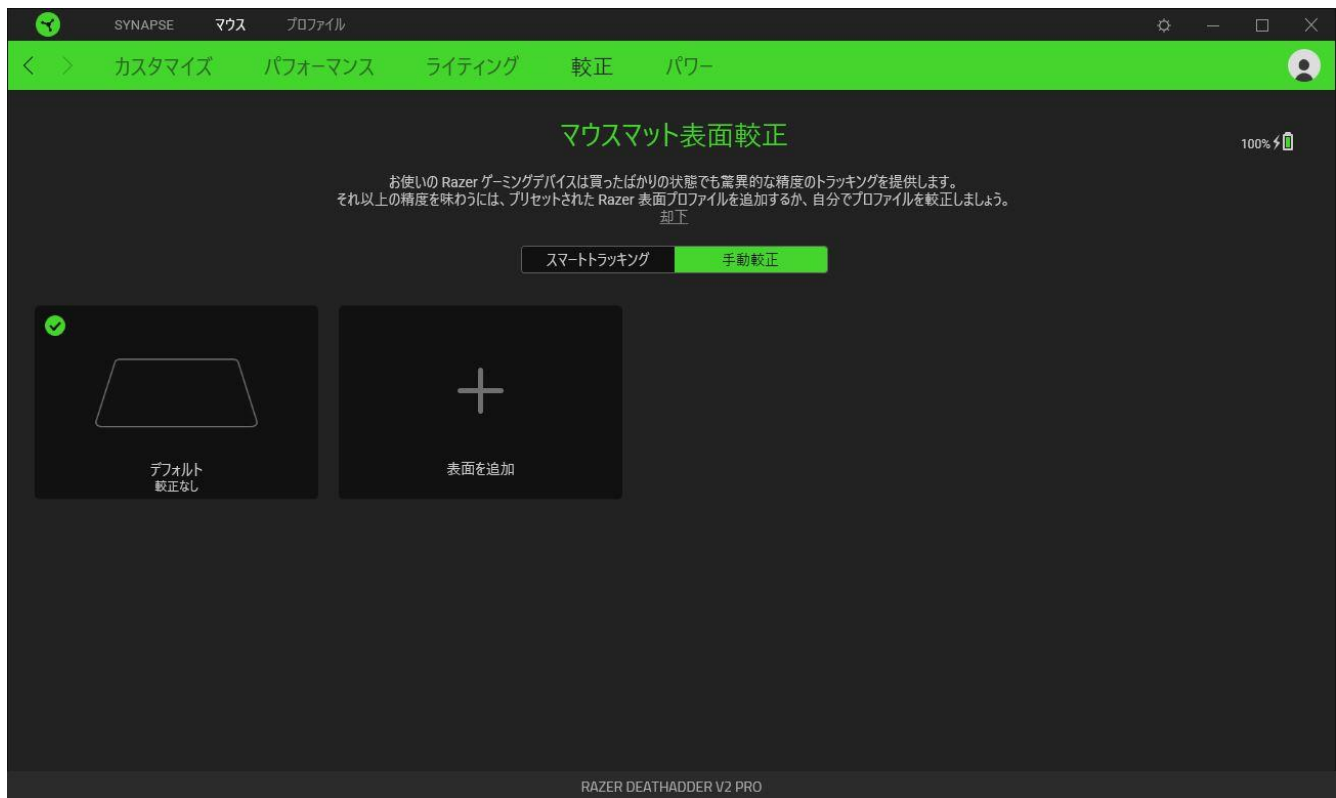 SYNAPSE マウス プロファイル
カスタマイズ パフォーマンス ライティング 較正 パワー
マウスマット表面較正
100%
お使いの Razer ゲーミングデバイスは買ったばかりの状態でも驚異的な精度のトラッキングを提供します。
それ以上の精度を味わうには、プリセットされた Razer 表面プロファイルを追加するか、自分でプロファイルを較正しましょう。
却下
スマートトラッキング 手動較正
デフォルト
較正なし
表面を追加
RAZER DEATHADDER V2 PRO